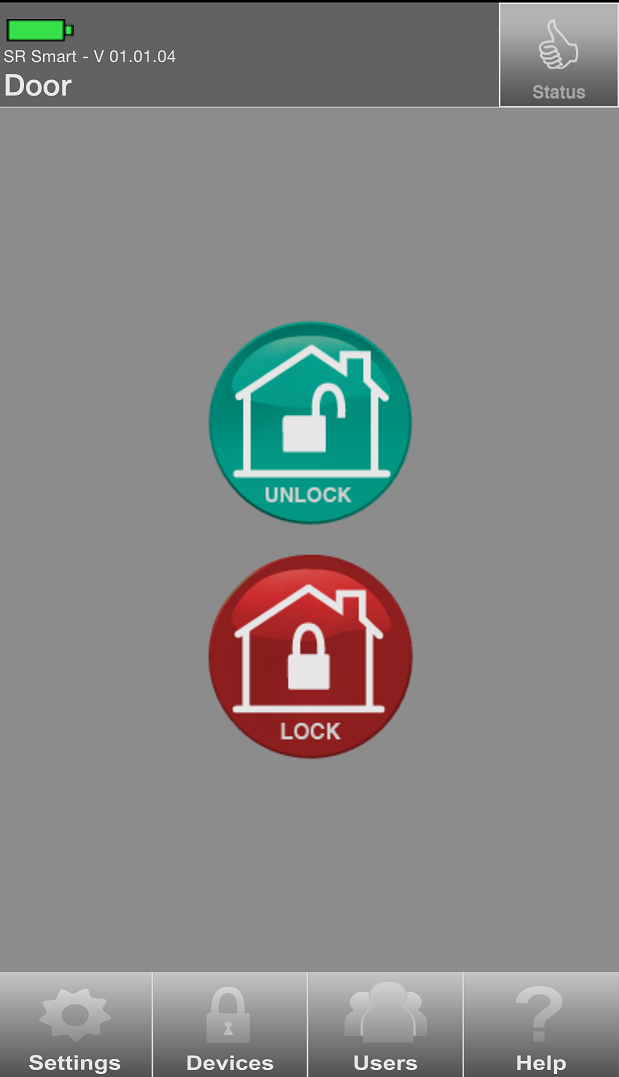 SR Smart - V 01.01.04
Door
Status
UNLOCK
LOCK
Settings
Devices
Users
Help